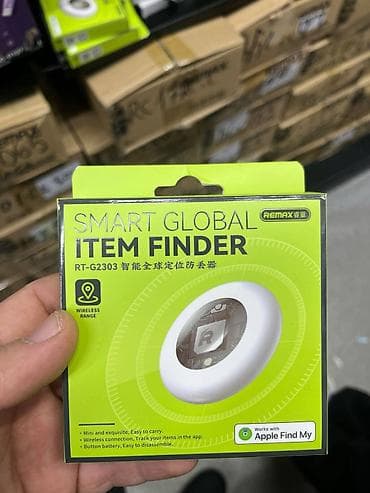 SMART GLOBAL
REMAX 睿量
ITEM FINDER
RT-G2303 智能全球定位防丢器
WIRELESS
RANGE
R
• Mini and exquisite, Easy to carry.
• Wireless connection, Track your items in the app.
• Button battery, Easy to disassemble.
Works with
Apple Find My